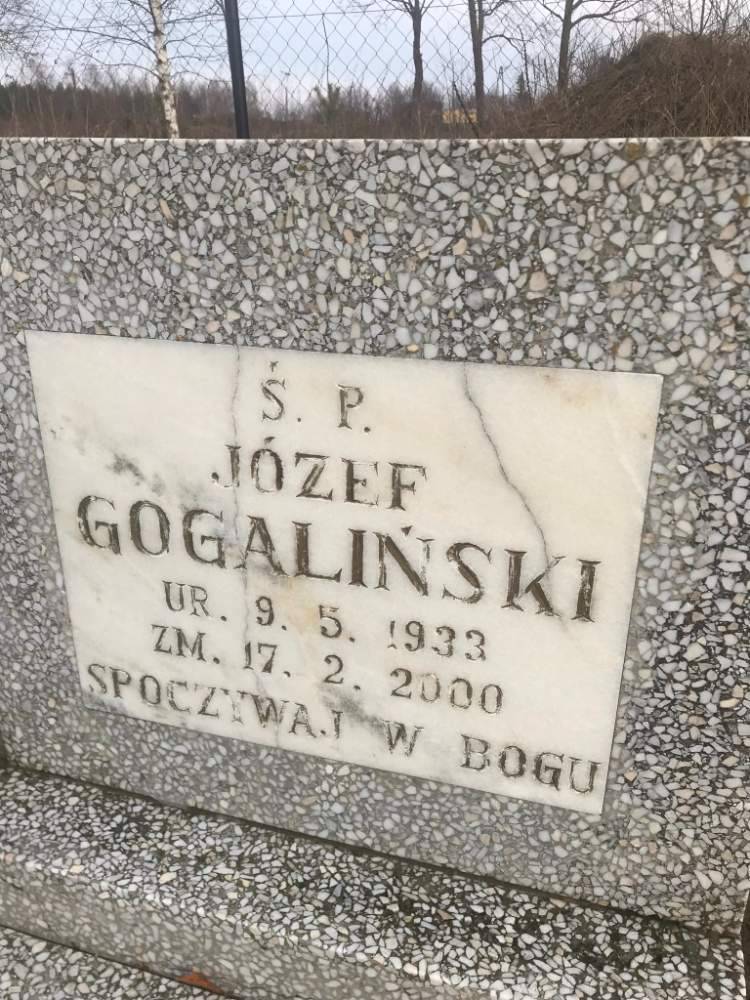 Ś. P.
JÓZEF
GOGALIŃSKI
UR. 9. 5. 1933
ZM. 17. 2. 2000
SPOCZYWAJ W BOGU